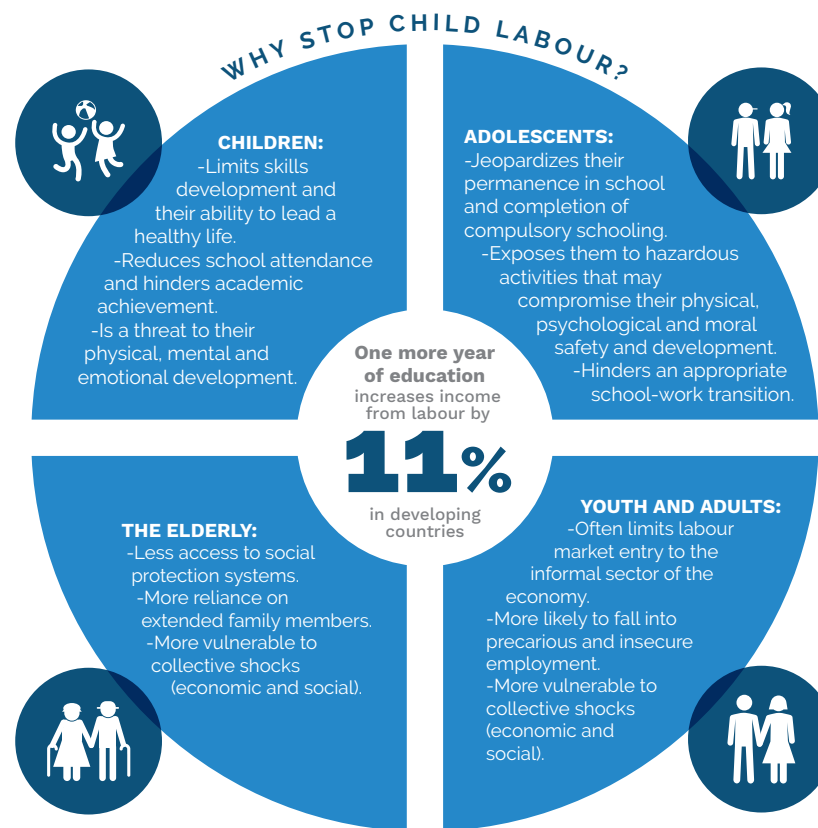 WHY STOP CHILD LABOUR?
CHILDREN:
-Limits skills
development and
their ability to lead a
healthy life.
-Reduces school attendance
and hinders academic
achievement.
-Is a threat to their
physical, mental and
emotional development.
ADOLESCENTS:
-Jeopardizes their
permanence in school
and completion of
compulsory schooling.
-Exposes them to hazardous
activities that may
compromise their physical,
psychological and moral
safety and development.
-Hinders an appropriate
school-work transition.
One more year
of education
increases income
from labour by
11%
in developing
countries
THE ELDERLY:
-Less access to social
protection systems.
-More reliance on
extended family members.
-More vulnerable to
collective shocks
(economic and social).
YOUTH AND ADULTS:
-Often limits labour
market entry to the
informal sector of the
economy.
-More likely to fall into
precarious and insecure
employment.
-More vulnerable to
collective shocks
(economic and
social).